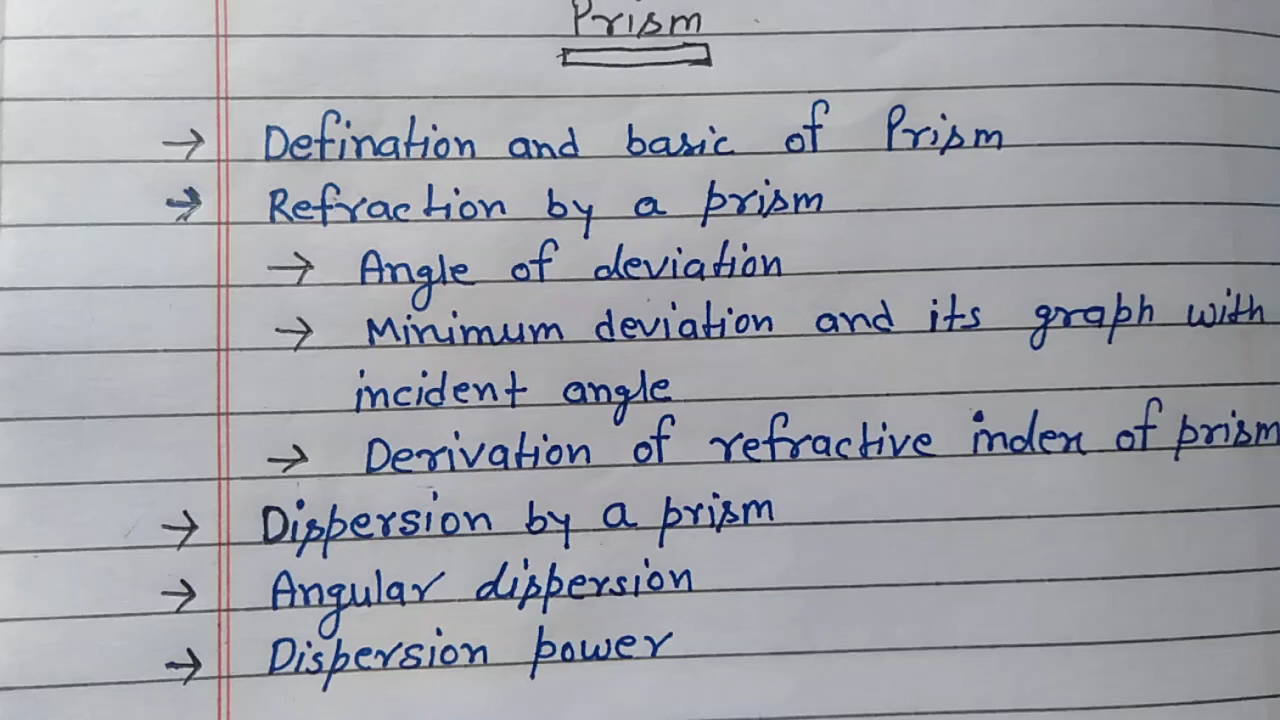 Prism
→ Defination and basic of Prism
→ Refraction by a prism
→ Angle of deviation
→ Minimum deviation and its graph with
incident angle
→ Derivation of refractive index of prism
→ Dispersion by a prism
→ Angular dispersion
→ Dispersion power